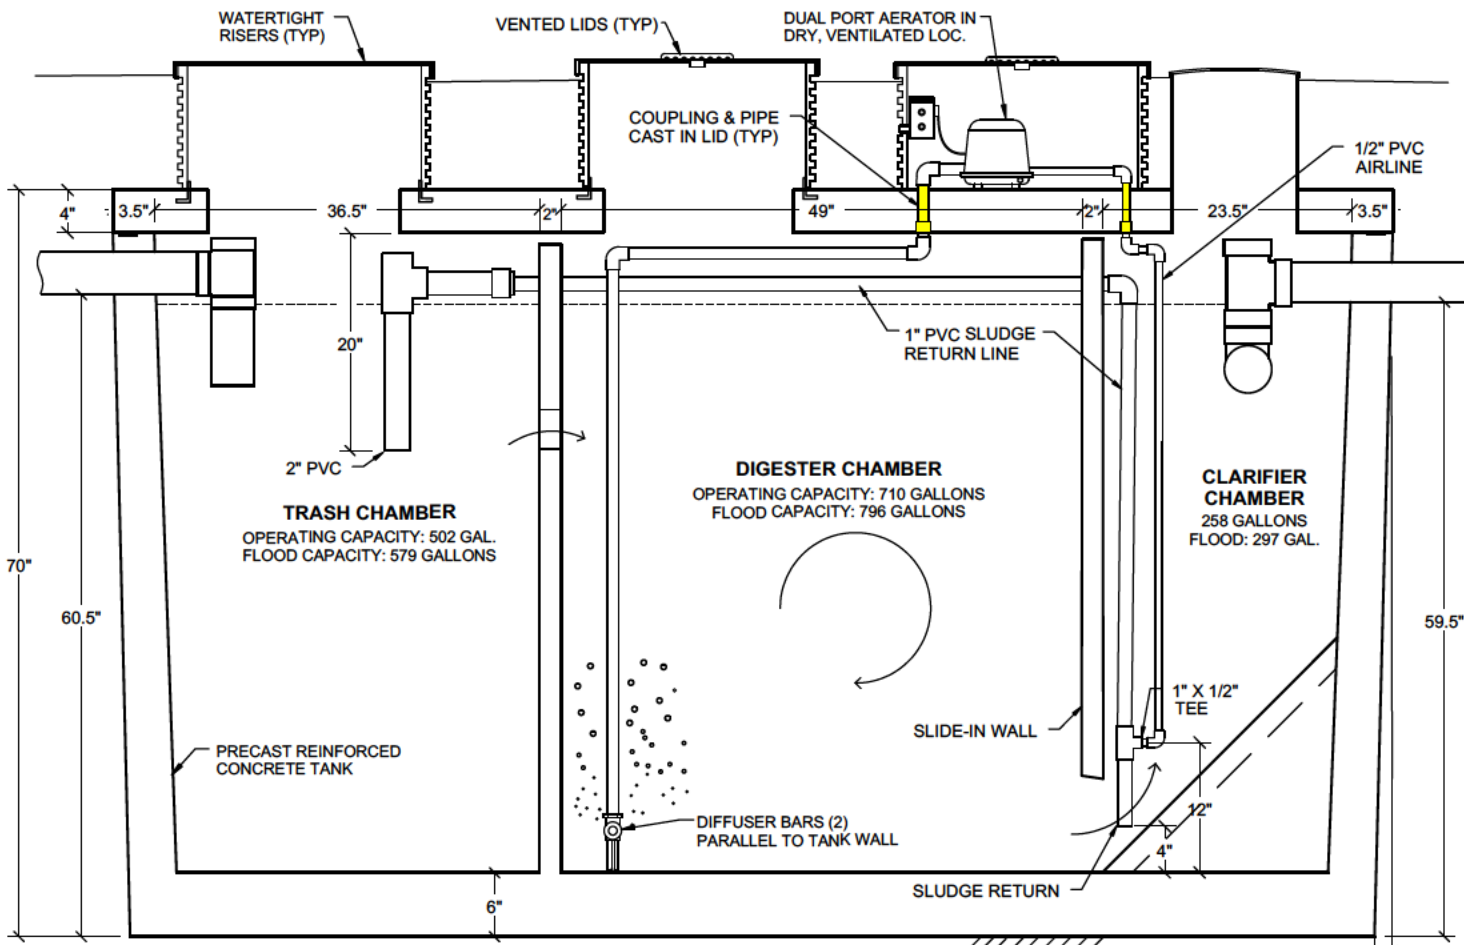 WATERTIGHT
RISERS (TYP)
VENTED LIDS (TYP)
DUAL PORT AERATOR IN
DRY, VENTILATED LOC.
COUPLING & PIPE
CAST IN LID (TYP)
1/2" PVC
AIRLINE
4"
3.5"
36.5"
2"
49"
2"
23.5"
3.5"
20"
1" PVC SLUDGE
RETURN LINE
2" PVC
DIGESTER CHAMBER
OPERATING CAPACITY: 710 GALLONS
FLOOD CAPACITY: 796 GALLONS
CLARIFIER
CHAMBER
258 GALLONS
FLOOD: 297 GAL.
TRASH CHAMBER
OPERATING CAPACITY: 502 GAL.
FLOOD CAPACITY: 579 GALLONS
70"
60.5"
59.5"
1" X 1/2"
TEE
SLIDE-IN WALL
PRECAST REINFORCED
CONCRETE TANK
12"
DIFFUSER BARS (2)
PARALLEL TO TANK WALL
4"
SLUDGE RETURN
6"